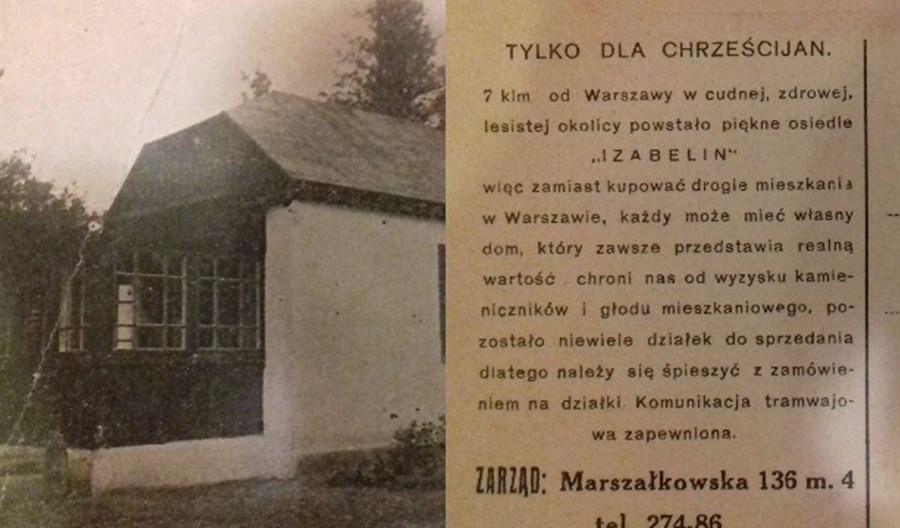 TYLKO DLA CHRZEŚCIJAN.
7 klm od Warszawy w cudnej, zdrowej,
lesistej okolicy powstało piękne osiedle
„IZABELIN"
więc zamiast kupować drogie mieszkania
w Warszawie, każdy może mieć własny
dom, który zawsze przedstawia realną
wartość chroni nas od wyzysku kamie-
niczników i głodu mieszkaniowego, po-
zostało niewiele działek do sprzedania
dlatego należy się śpieszyć z zamówie-
niem na działki Komunikacja tramwajo-
wa zapewniona.
ZARZĄD: Marszałkowska 136 m. 4
tel 274-86